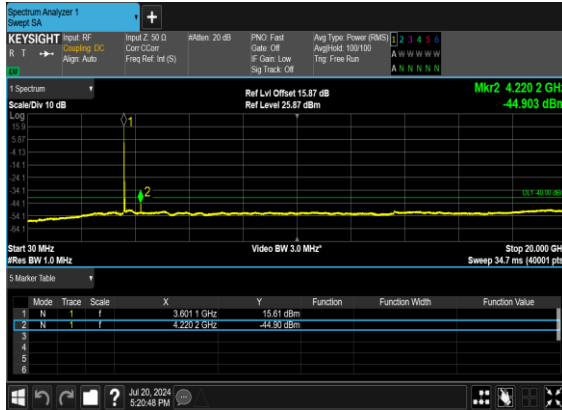 Spectrum Analyzer 1
Swept SA
+
KEYSIGHT Input: RF Input Z: 50 Ω #Atten: 20 dB PNO: Fast Avg Type: Power (RMS) 1 2 3 4 5 6
R T Coupling: DC Corr CCorr Gate: Off Avg|Hold: 100/100 A W W W W W
Align: Auto Freq Ref: Int (S) IF Gain: Low Trig: Free Run
Sig Track: Off A N N N N N
1 Spectrum Ref Lvl Offset 15.87 dB Mkr2 4.220 2 GHz
Scale/Div 10 dB Ref Level 25.87 dBm -44.903 dBm
Log
15.9
5.87
-4.13
-14.1
-24.1
-34.1
-44.1
-54.1
-64.1
1
2
DL1 -40.00 dBm
Start 30 MHz Video BW 3.0 MHz* Stop 20.000 GHz
#Res BW 1.0 MHz Sweep 34.7 ms (40001 pts)
5 Marker Table
Mode Trace Scale X Y Function Function Width Function Value
1 N 1 f 3.601 1 GHz 15.61 dBm
2 N 1 f 4.220 2 GHz -44.90 dBm
3
4
5
6
? Jul 20, 2024
5:20:48 PM